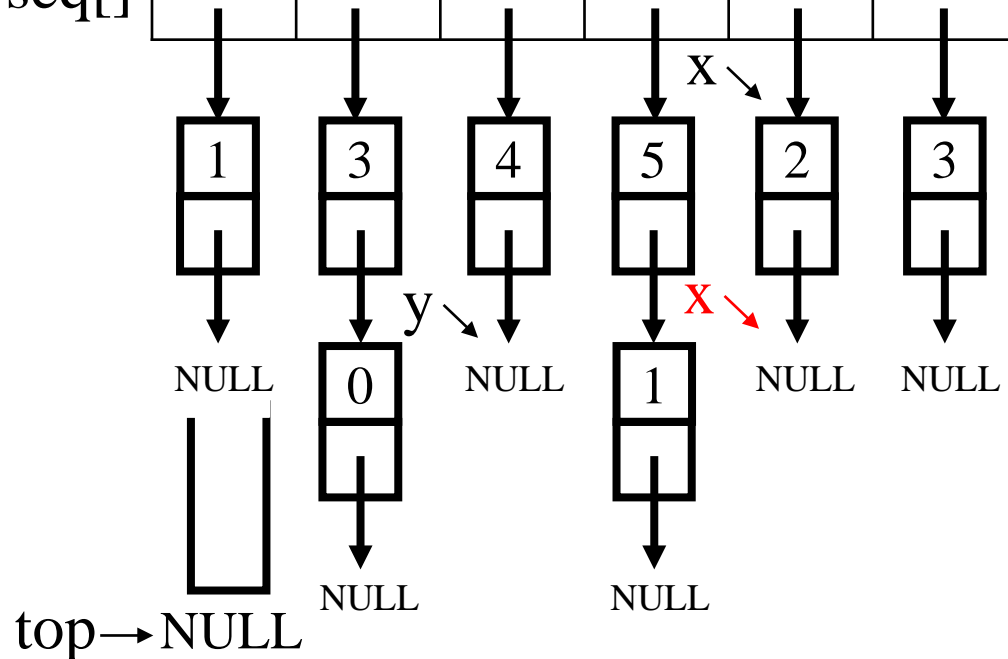 seq[]
x
1 3 4 5 2 3
y x
NULL NULL NULL NULL
0 1
NULL NULL
top→NULL